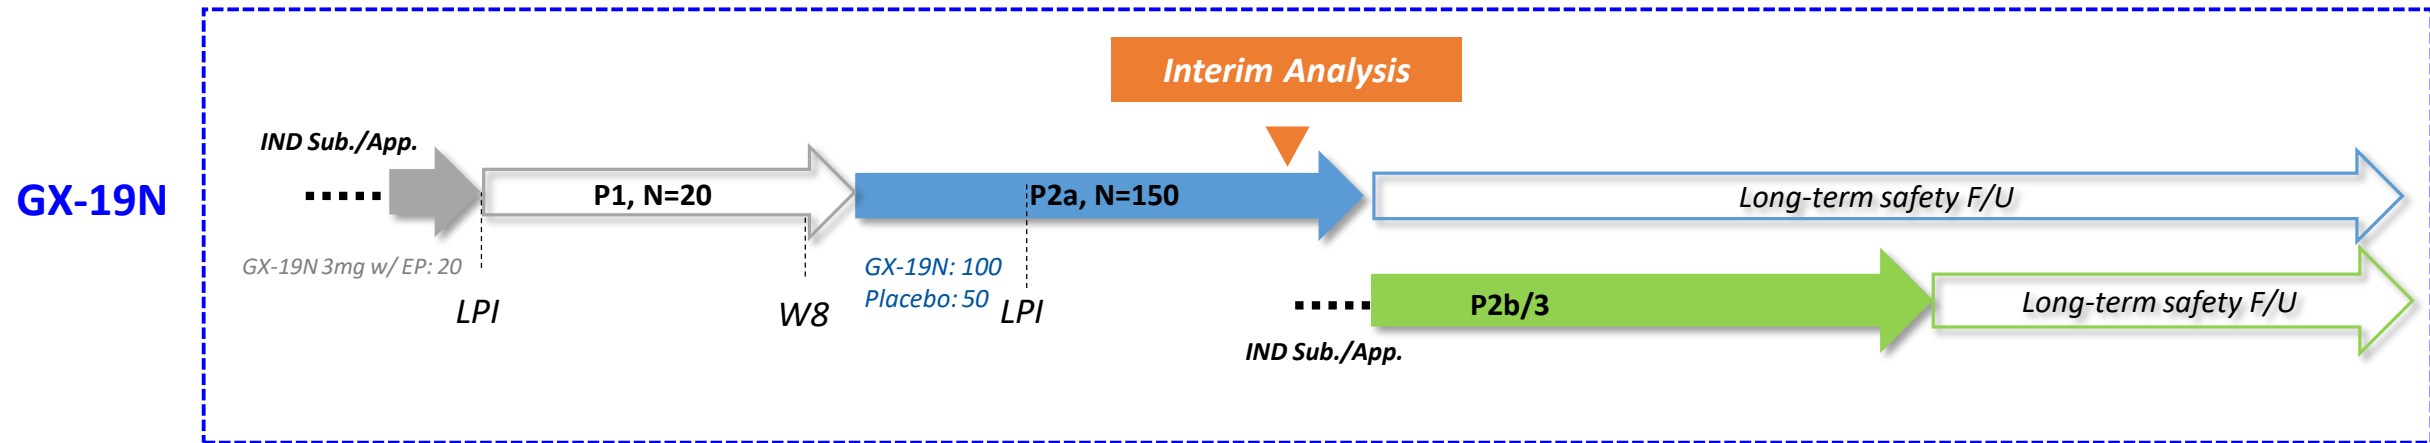 Interim Analysis
IND Sub./App.
GX-19N
P1, N=20
P2a, N=150
Long-term safety F/U
GX-19N 3mg w/ EP: 20
GX-19N: 100
Placebo: 50
LPI
W8
LPI
P2b/3
Long-term safety F/U
IND Sub./App.